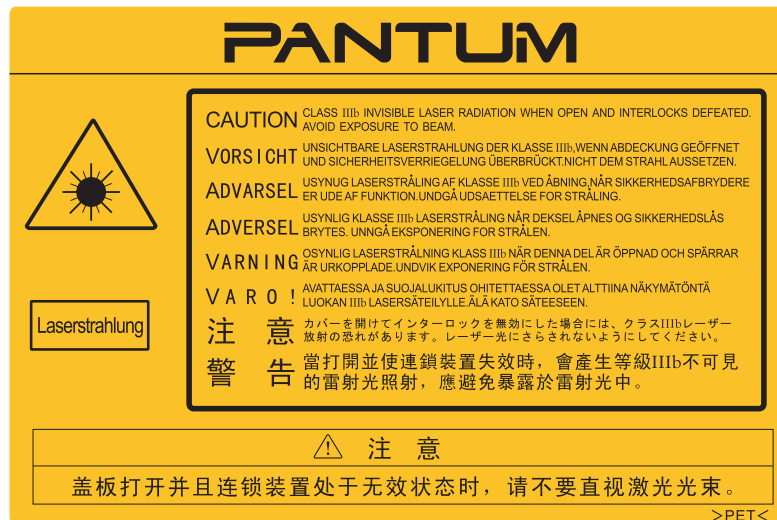 PANTUM
CAUTION CLASS IIIb INVISIBLE LASER RADIATION WHEN OPEN AND INTERLOCKS DEFEATED.
AVOID EXPOSURE TO BEAM.
VORSICHT UNSICHTBARE LASERSTRAHLUNG DER KLASSE IIIb,WENN ABDECKUNG GEÖFFNET
UND SICHERHEITSVERRIEGELUNG ÜBERBRÜCKT.NICHT DEM STRAHL AUSSETZEN.
ADVARSEL USYNUG LASERSTRÅLING AF KLASSE IIIb VED ÅBNING,NÅR SIKKERHEDSAFBRYDERE
ER UDE AF FUNKTION.UNDGÅ UDSAETTELSE FOR STRÅLING.
ADVERSEL USYNLIG KLASSE IIIb LASERSTRÅLING NÅR DEKSEL ÅPNES OG SIKKERHEDSLÅS
BRYTES. UNNGÅ EKSPONERING FOR STRÅLEN.
VARNING OSYNLIG LASERSTRÅLNING KLASS IIIb NÄR DENNA DEL ÄR ÖPPNAD OCH SPÄRRAR
ÄR URKOPPLADE.UNDVIK EXPONERING FÖR STRÅLEN.
VARO! AVATTAESSA JA SUOJALUKITUS OHITETTAESSA OLET ALTTIINA NÄKYMÄTÖNTÄ
LUOKAN IIIb LASERSÄTEILYLLE.ÄLÄ KATO SÄTEESEEN.
Laserstrahlung
注 意 カバーを開けてインターロックを無効にした場合には、クラスIIIbレーザー
放射の恐れがあります。レーザー光にさらされないようにしてください。
警 告 當打開並使連鎖裝置失效時，會產生等級IIIb不可見
的雷射光照射，應避免暴露於雷射光中。
注 意
盖板打开并且连锁装置处于无效状态时，请不要直视激光光束。
>PET<